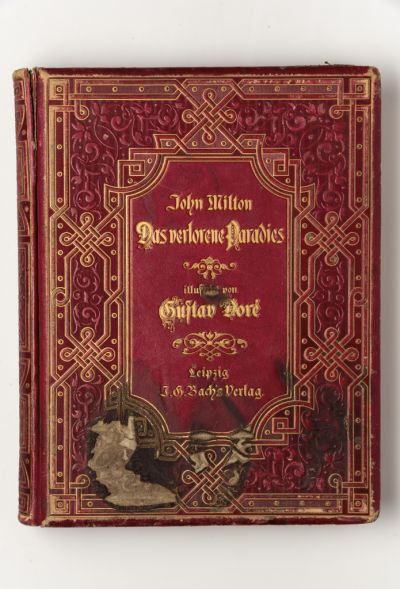 John Milton
Das verlorene Paradies
von
Gustav Doré
Leipzig
J. G. Bach's Verlag.